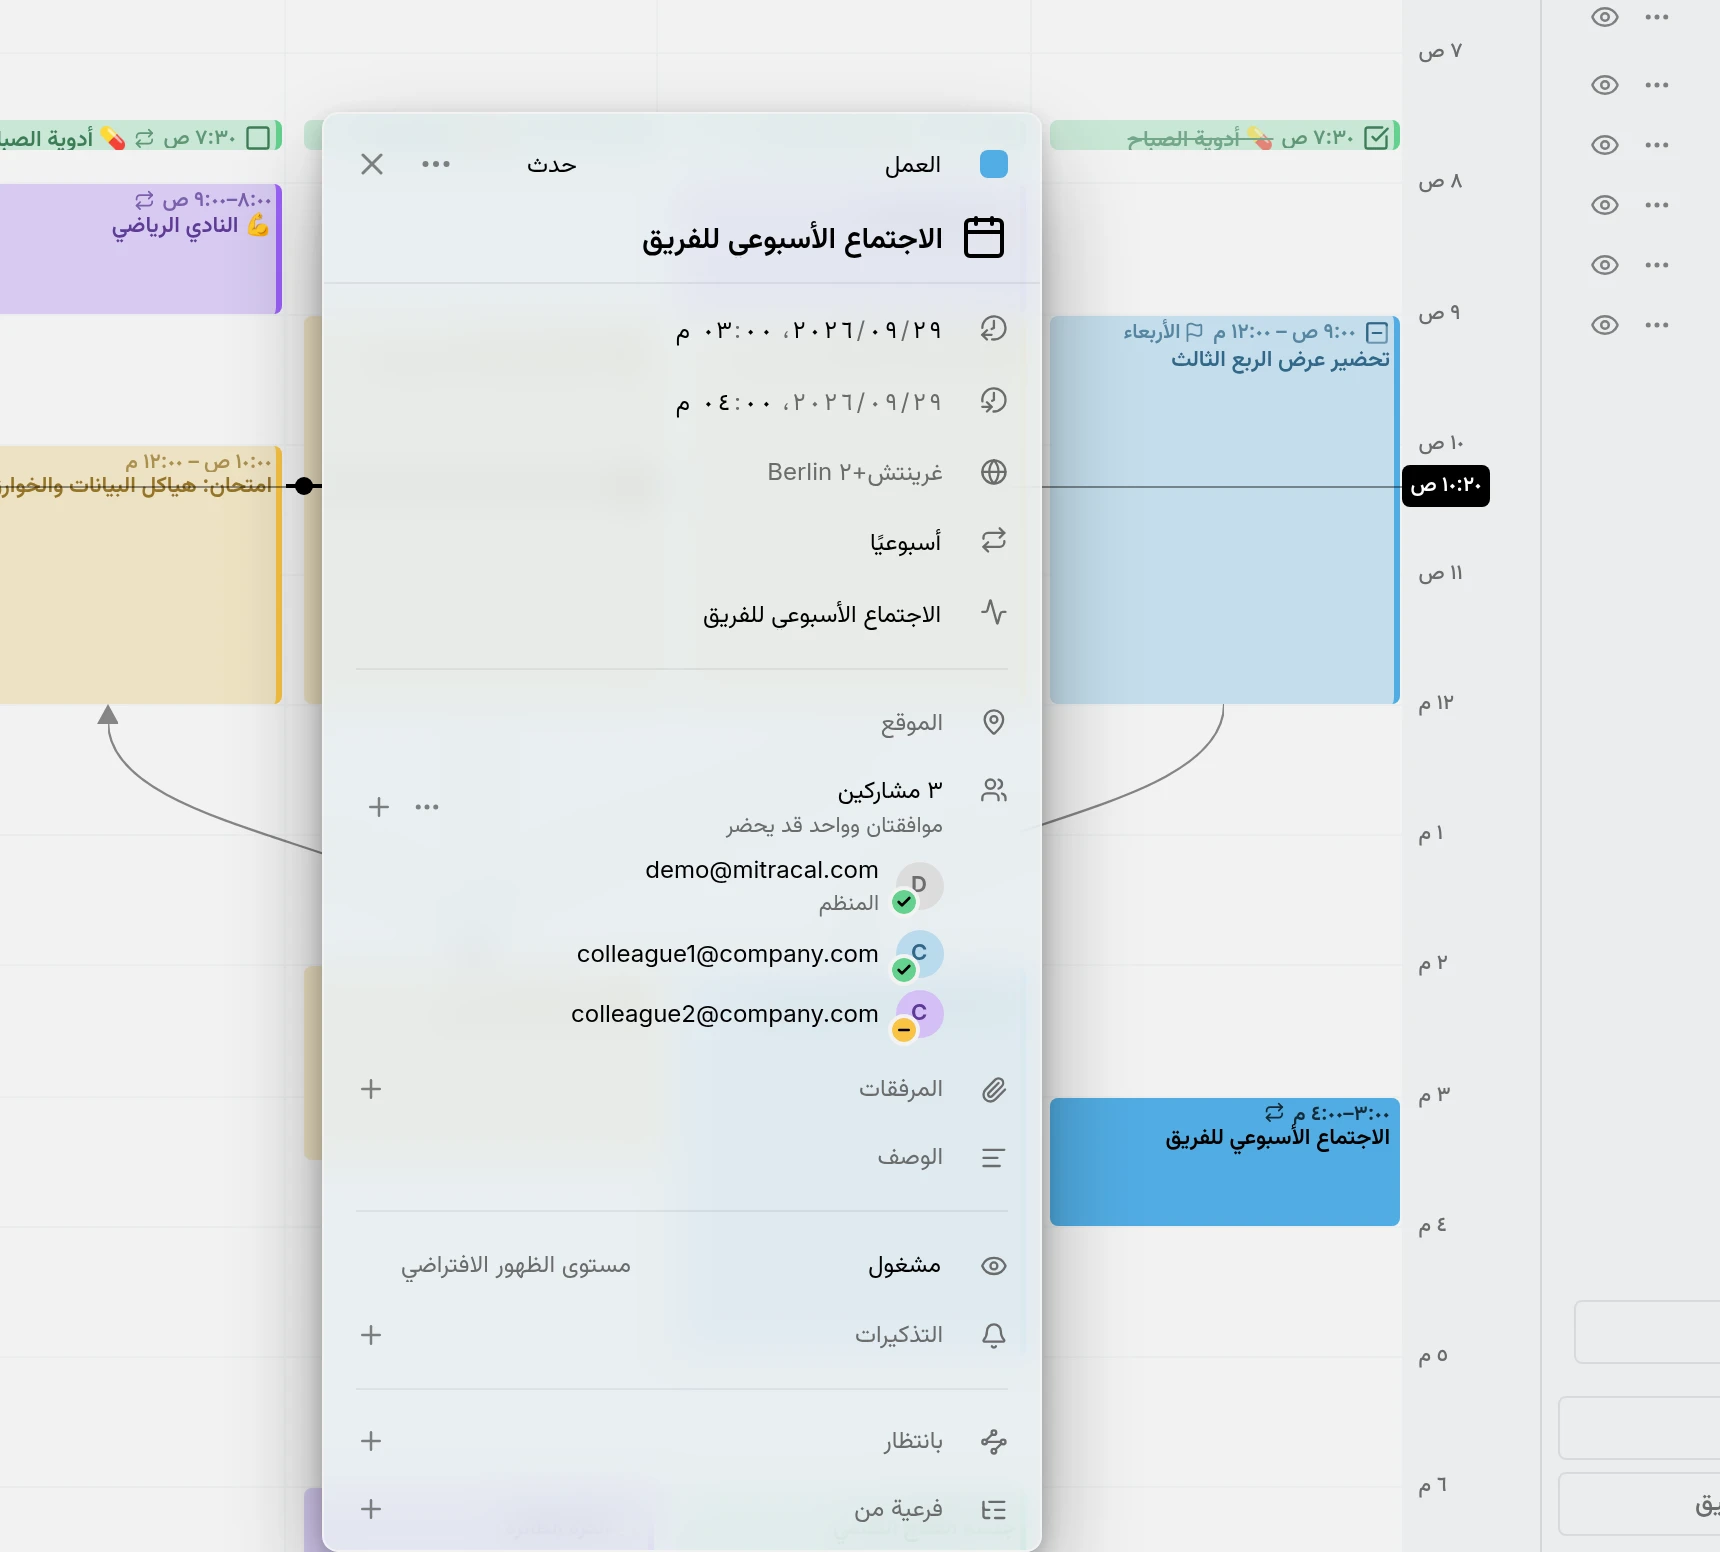 ٧ ص
٨ ص
٩ ص
١٠ ص
١٠:٢٠ ص
١١ ص
١٢ م
١ م
٢ م
٣ م
٤ م
٥ م
٦ م
٧:٣٠ ص 💊 أدوية الصباح
٩:٠٠ ص – ١٢:٠٠ م الأربعاء
تحضير عرض الربع الثالث
٣:٠٠–٤:٠٠ م
الاجتماع الأسبوعي للفريق
العمل
حدث
الاجتماع الأسبوعي للفريق
٢٠٢٦/٠٩/٢٩، ٠٣:٠٠ م
٢٠٢٦/٠٩/٢٩، ٠٤:٠٠ م
غرينتش+٢ Berlin
أسبوعيًا
الاجتماع الأسبوعي للفريق
الموقع
٣ مشاركين
موافقتان وواحد قد يحضر
D
demo@mitracal.com
المنظم
C
colleague1@company.com
C
colleague2@company.com
المرفقات
الوصف
مشغول
مستوى الظهور الافتراضي
التذكيرات
بانتظار
فرعية من
٧:٣٠ ص 💊 أدوية الصبا
٨:٠٠–٩:٠٠ ص
💪 النادي الرياضي
١٠:٠٠ ص – ١٢:٠٠ م
امتحان: هياكل البيانات والخوارز